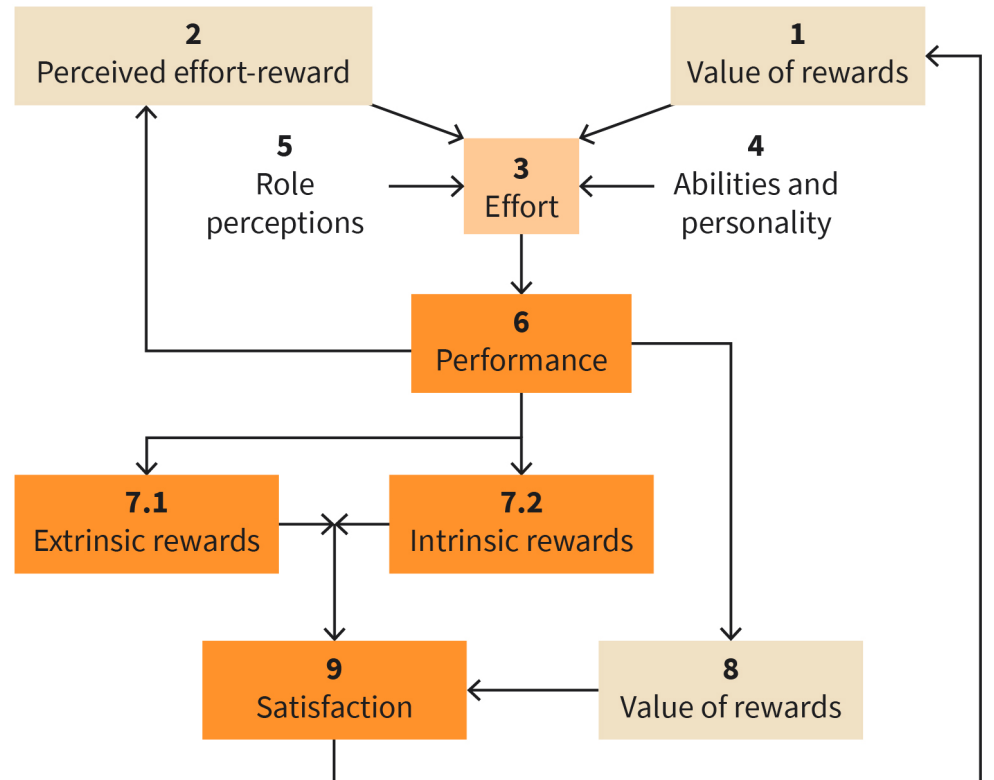 2
Perceived effort-reward
1
Value of rewards
5
Role
perceptions
3
Effort
4
Abilities and
personality
6
Performance
7.1
Extrinsic rewards
7.2
Intrinsic rewards
9
Satisfaction
8
Value of rewards